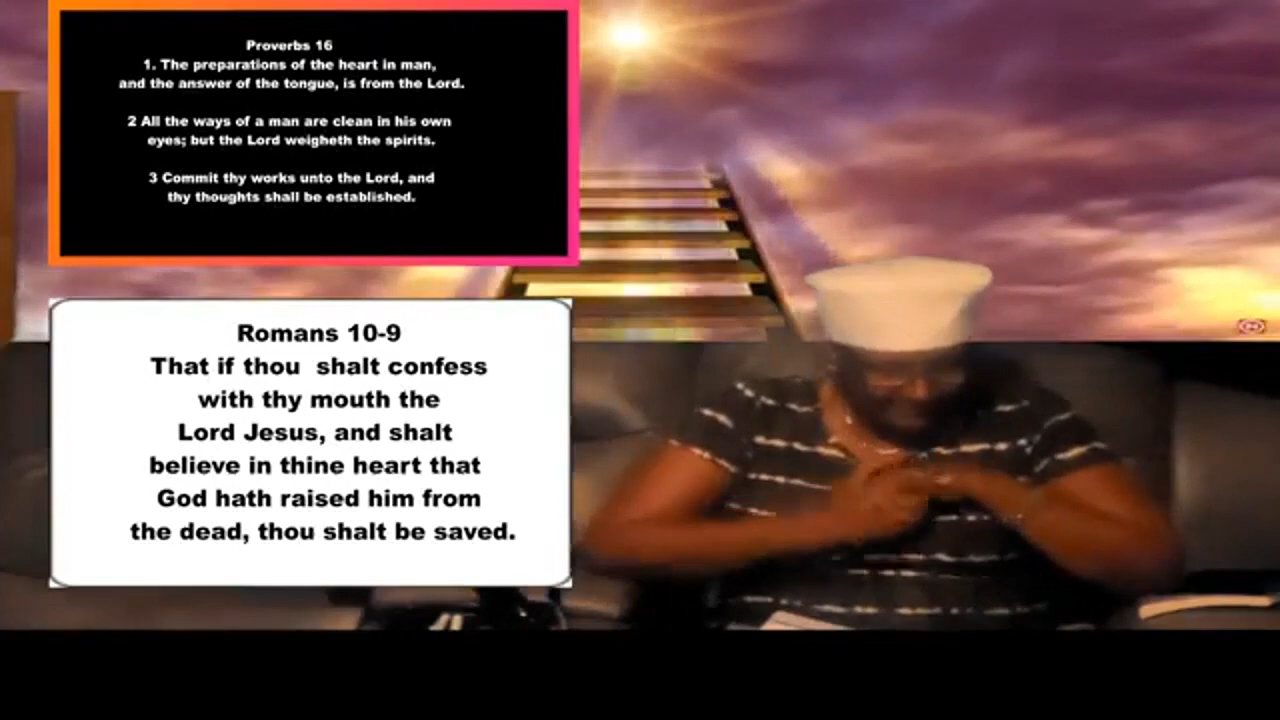 Proverbs 16
1. The preparations of the heart in man,
and the answer of the tongue, is from the Lord.
2 All the ways of a man are clean in his own
eyes; but the Lord weigheth the spirits.
3 Commit thy works unto the Lord, and
thy thoughts shall be established.
Romans 10-9
That if thou  shalt confess
with thy mouth the
Lord Jesus, and shalt
believe in thine heart that
God hath raised him from
the dead, thou shalt be saved.